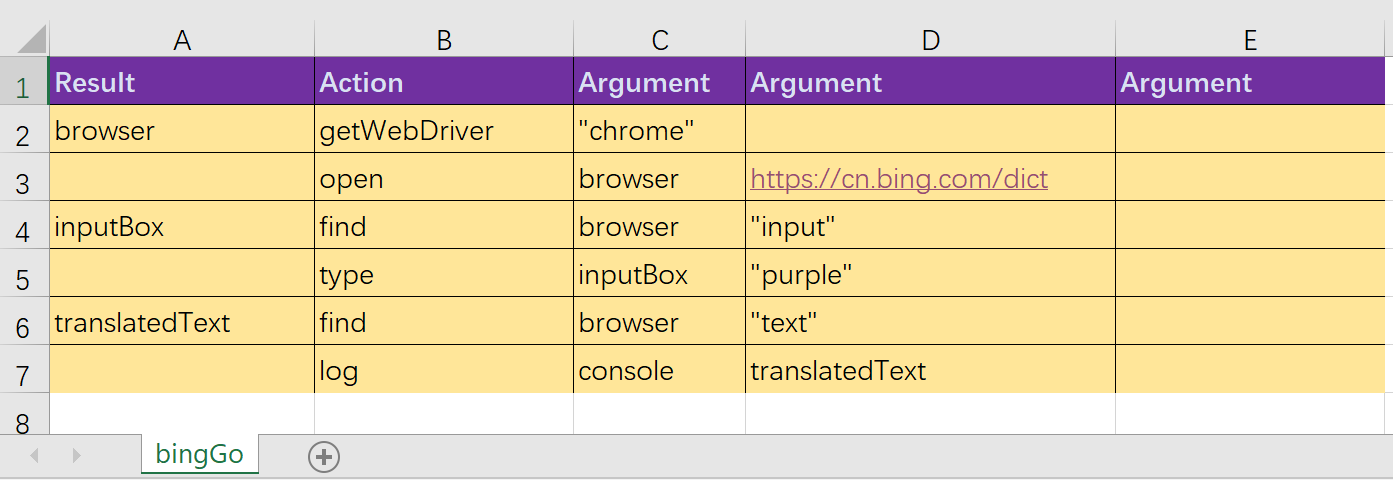 A B C D E
1 Result Action Argument Argument Argument
2 browser getWebDriver "chrome"
3 open browser https://cn.bing.com/dict
4 inputBox find browser "input"
5 type inputBox "purple"
6 translatedText find browser "text"
7 log console translatedText
8
bingGo